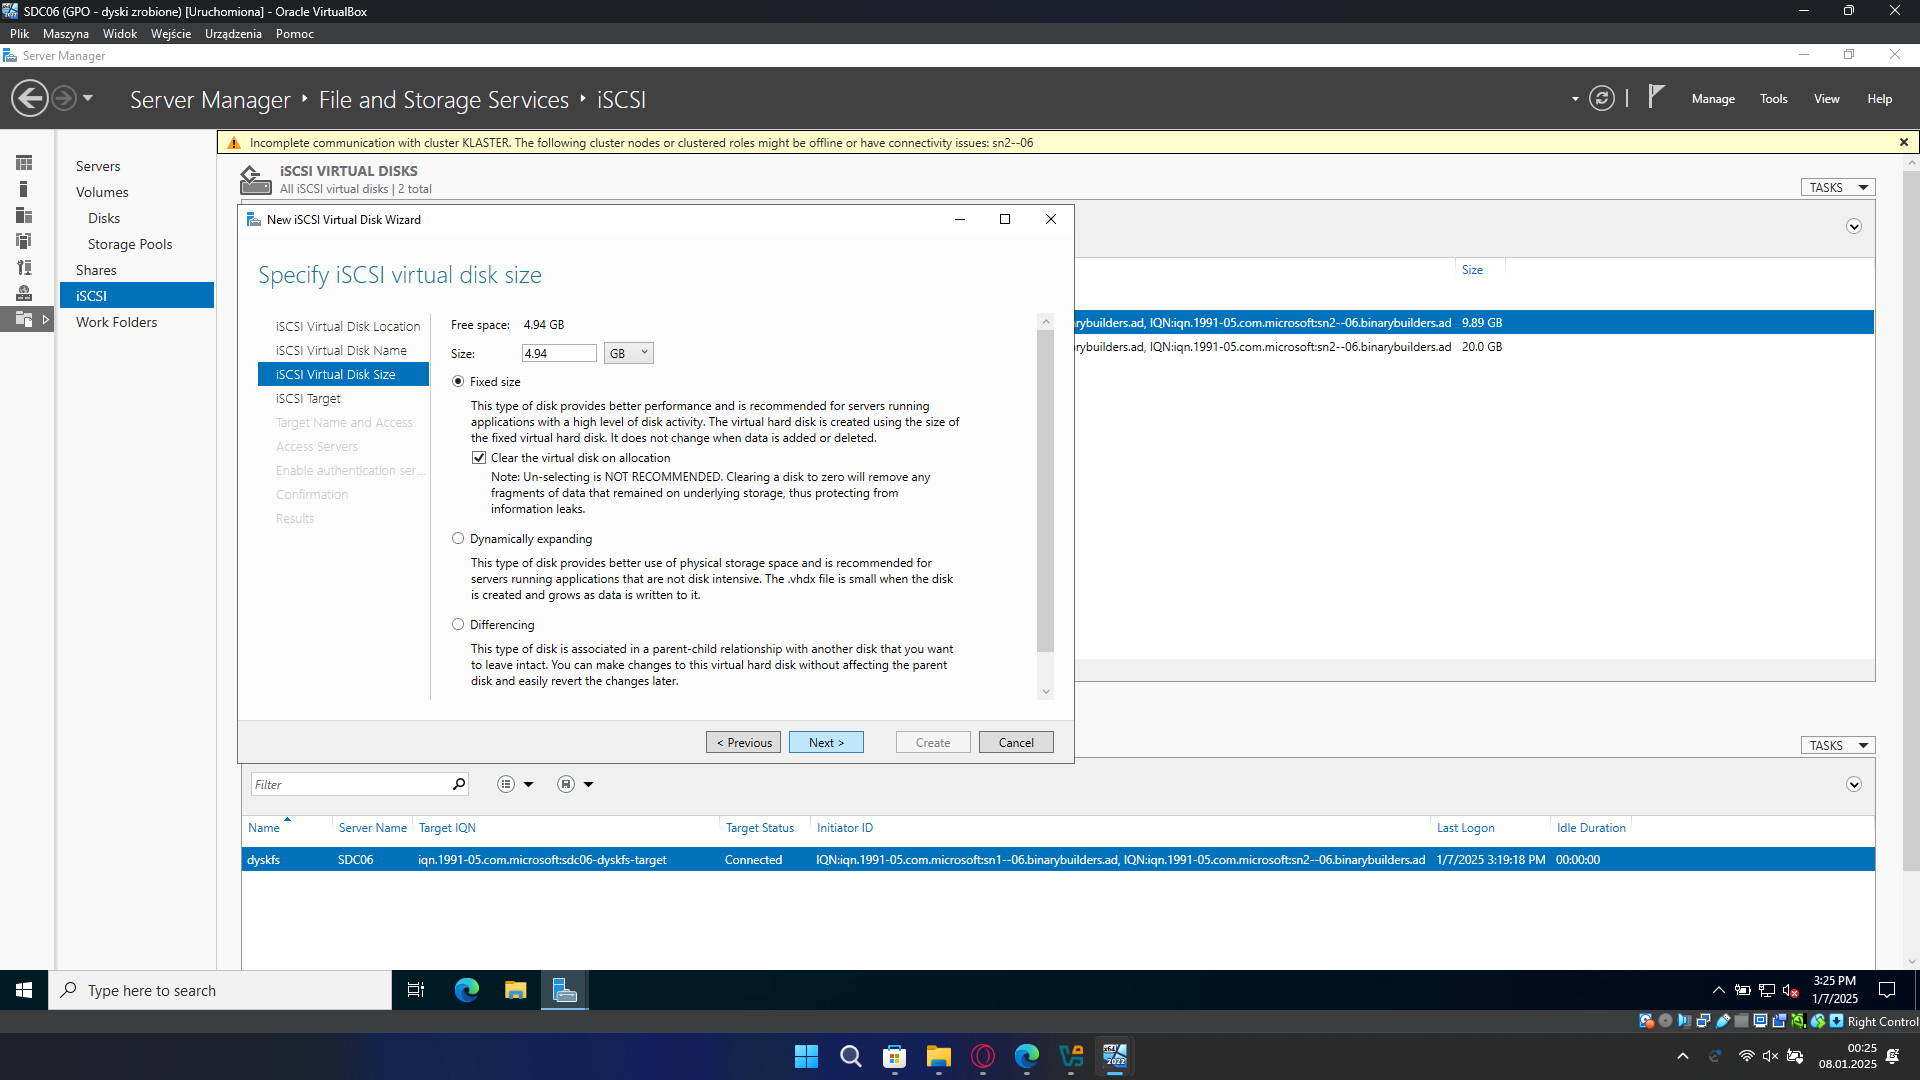 SDC06 (GPO - dyski zrobione) [Uruchomiona] - Oracle VirtualBox
Plik Maszyna Widok Wejście Urządzenia Pomoc
Server Manager
Server Manager File and Storage Services iSCSI
Manage Tools View Help
Incomplete communication with cluster KLASTER. The following cluster nodes or clustered roles might be offline or have connectivity issues: sn2--06
Servers
Volumes
Disks
Storage Pools
Shares
iSCSI
Work Folders
iSCSI VIRTUAL DISKS
All iSCSI virtual disks | 2 total
TASKS
Size
rybuilders.ad, IQN:iqn.1991-05.com.microsoft:sn2--06.binarybuilders.ad 9.89 GB
rybuilders.ad, IQN:iqn.1991-05.com.microsoft:sn2--06.binarybuilders.ad 20.0 GB
New iSCSI Virtual Disk Wizard
Specify iSCSI virtual disk size
iSCSI Virtual Disk Location
iSCSI Virtual Disk Name
iSCSI Virtual Disk Size
iSCSI Target
Target Name and Access
Access Servers
Enable authentication ser...
Confirmation
Results
Free space: 4.94 GB
Size: 4.94 GB
Fixed size
This type of disk provides better performance and is recommended for servers running
applications with a high level of disk activity. The virtual hard disk is created using the size of
the fixed virtual hard disk. It does not change when data is added or deleted.
Clear the virtual disk on allocation
Note: Un-selecting is NOT RECOMMENDED. Clearing a disk to zero will remove any
fragments of data that remained on underlying storage, thus protecting from
information leaks.
Dynamically expanding
This type of disk provides better use of physical storage space and is recommended for
servers running applications that are not disk intensive. The .vhdx file is small when the disk
is created and grows as data is written to it.
Differencing
This type of disk is associated in a parent-child relationship with another disk that you want
to leave intact. You can make changes to this virtual hard disk without affecting the parent
disk and easily revert the changes later.
< Previous Next > Create Cancel
TASKS
Filter
Name Server Name Target IQN Target Status Initiator ID Last Logon Idle Duration
dyskfs SDC06 iqn.1991-05.com.microsoft:sdc06-dyskfs-target Connected IQN:iqn.1991-05.com.microsoft:sn1--06.binarybuilders.ad, IQN:iqn.1991-05.com.microsoft:sn2--06.binarybuilders.ad 1/7/2025 3:19:18 PM 00:00:00
Type here to search
3:25 PM
1/7/2025
Right Control
00:25
08.01.2025